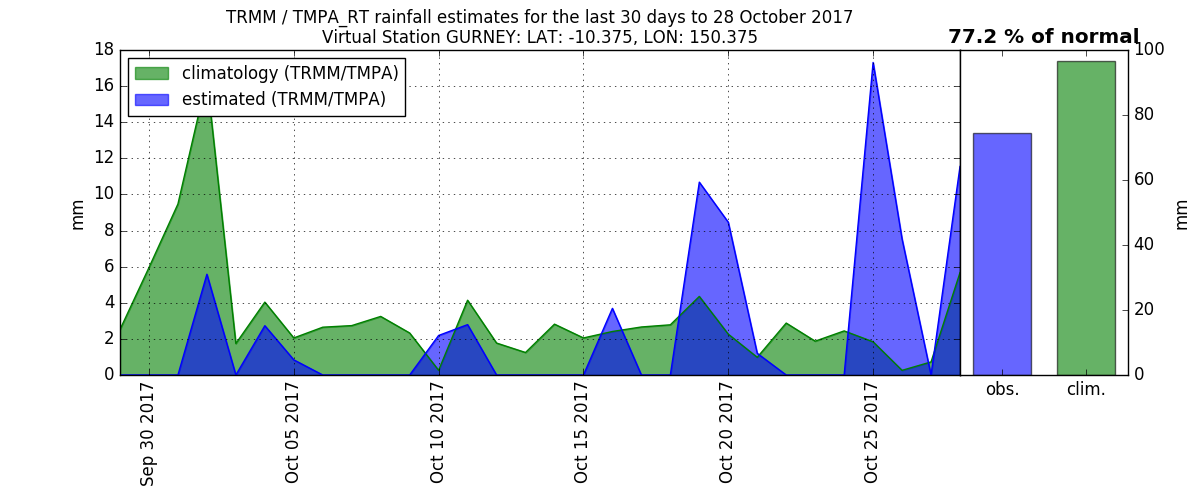 TRMM / TMPA_RT rainfall estimates for the last 30 days to 28 October 2017
Virtual Station GURNEY: LAT: -10.375, LON: 150.375
77.2 % of normal
climatology (TRMM/TMPA)
estimated (TRMM/TMPA)
18
16
14
12
10
8
6
4
2
0
mm
Sep 30 2017
Oct 05 2017
Oct 10 2017
Oct 15 2017
Oct 20 2017
Oct 25 2017
obs.
clim.
100
80
60
40
20
0
mm